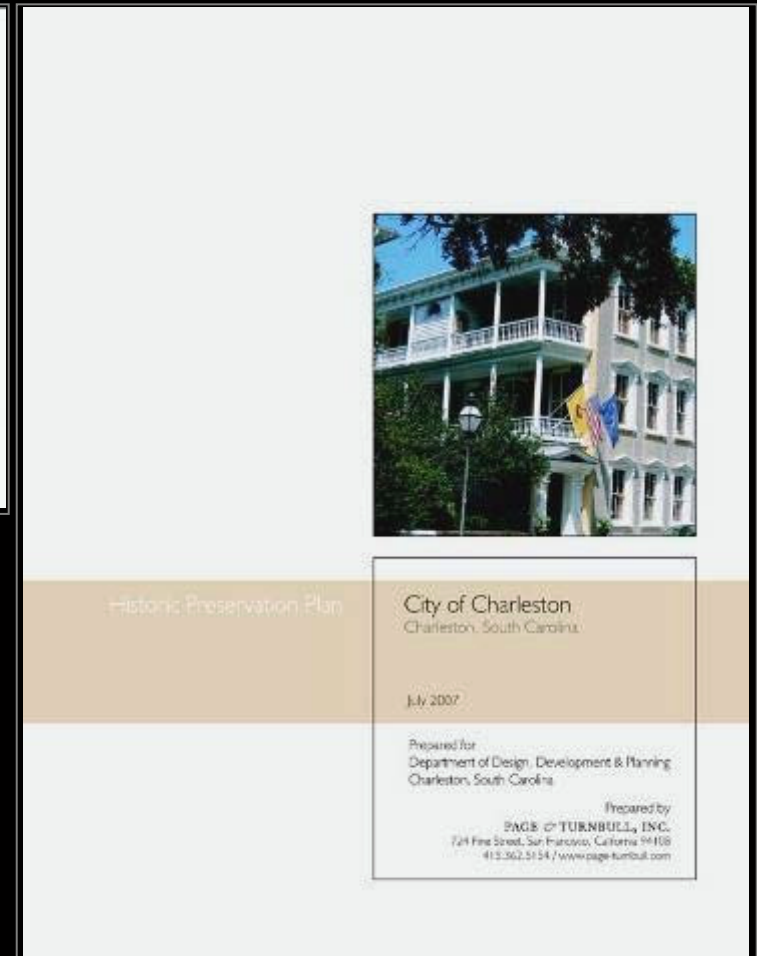 Historic Preservation Plan
City of Charleston
Charleston, South Carolina
July 2007
Prepared for
Department of Design, Development & Planning
Charleston, South Carolina
Prepared by
PAGE & TURNBULL, INC.
724 Pine Street, San Francisco, California 94108
415.362.5154 / www.page-turnbull.com